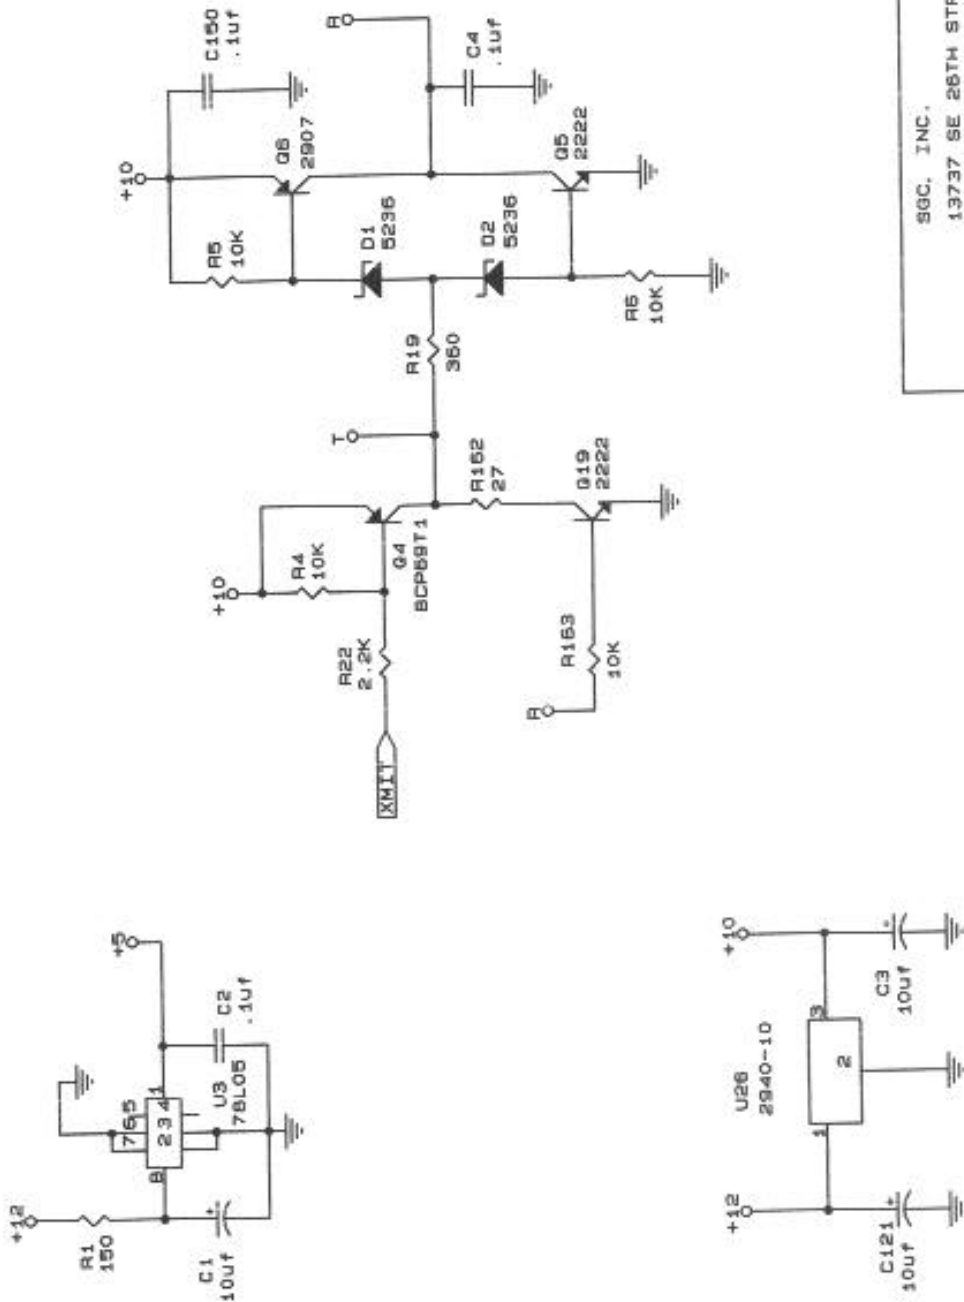 +10
C150
.1uf
R
Q6
2907
C4
.1uf
R5
10K
D1
5236
D2
5236
Q5
2222
R6
10K
R19
360
T
+10
R4
10K
Q4
BCP69T1
R162
27
Q19
2222
R22
2.2K
XMIT
R163
10K
R
SGC. INC.
13737 SE 26TH
+12
R1
150
C1
10uf
8
7
6
5
2
3
4
1
U3
78L05
+5
C2
.1uf
+12
C121
10uf
U26
2940-10
1
2
3
+10
C3
10uf